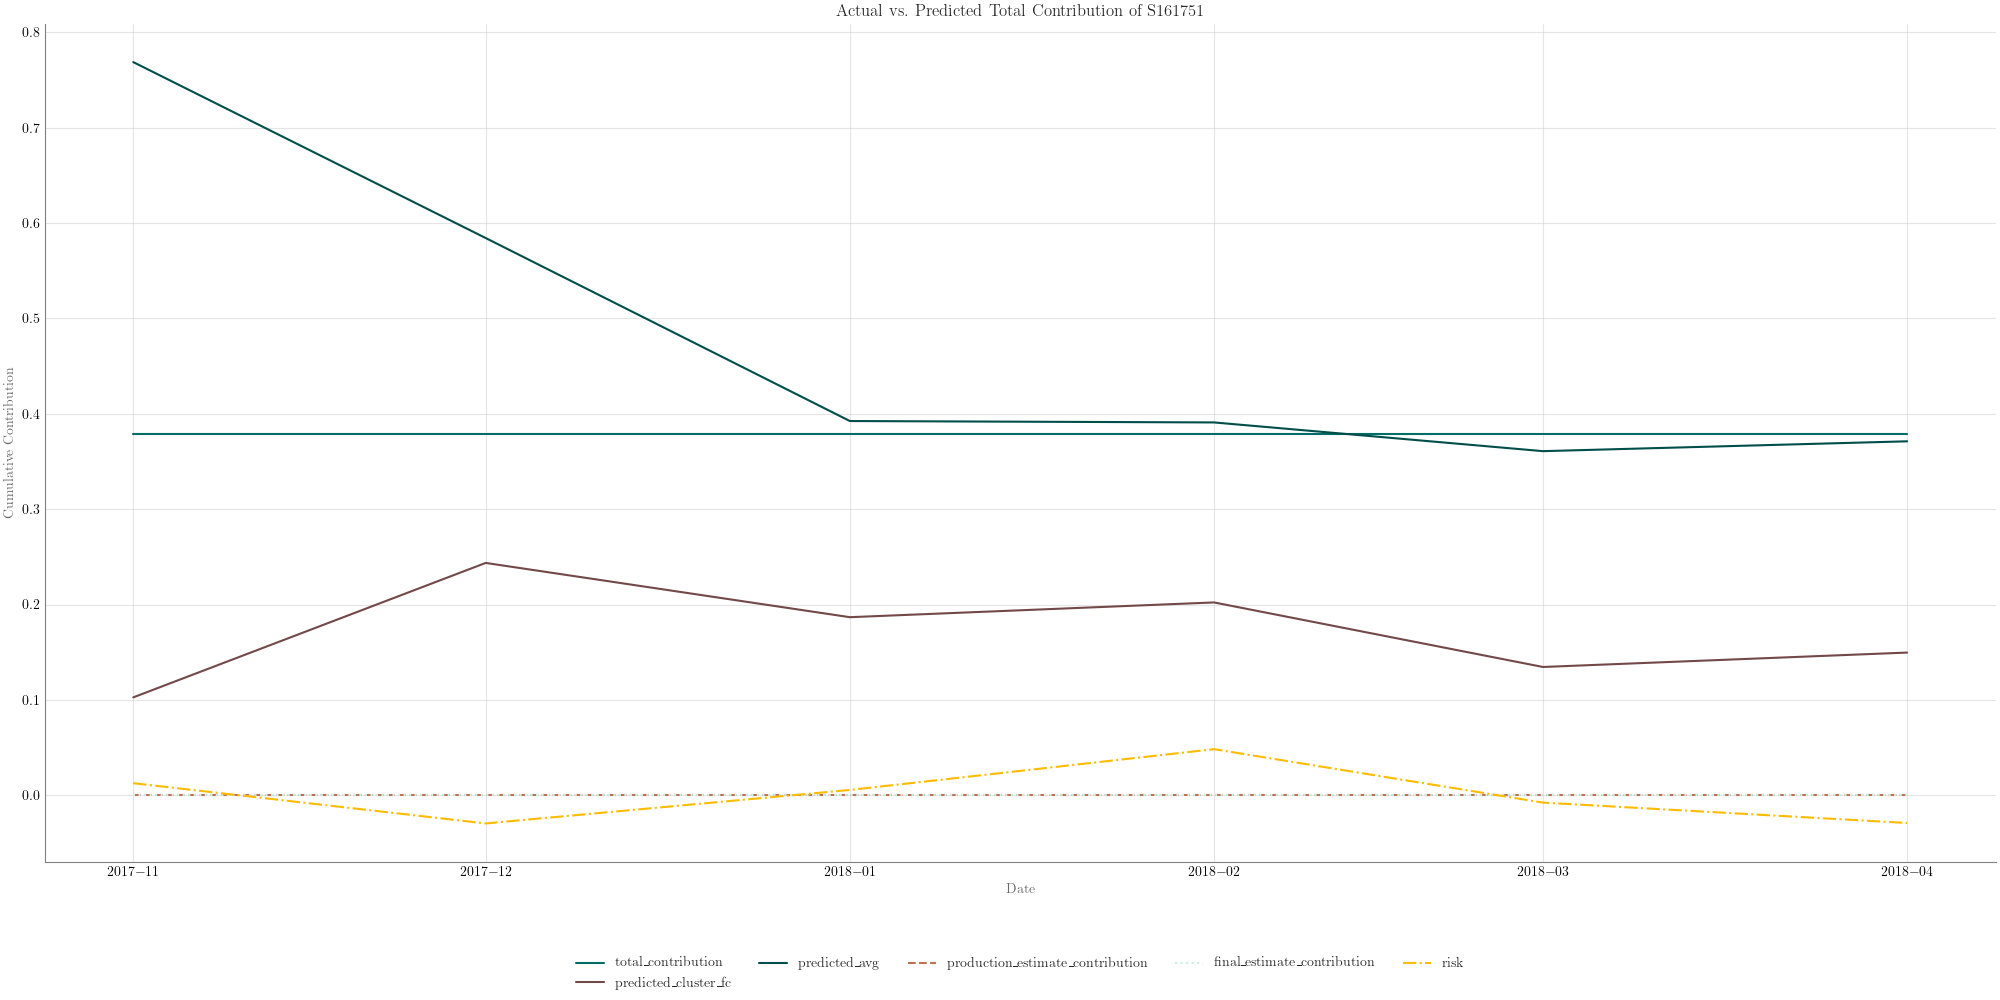 Actual vs. Predicted Total Contribution of S161751
0.8
0.7
0.6
0.5
0.4
0.3
0.2
0.1
0.0
Cumulative Contribution
2017−11 2017−12 2018−01 2018−02 2018−03 2018−04
Date
total_contribution predicted_avg production_estimate_contribution final_estimate_contribution risk
predicted_cluster_fc